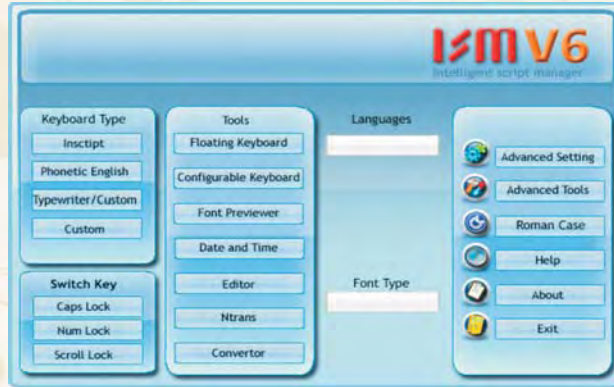 ISM V6
Intelligent script manager
Keyboard Type
Insctipt
Phonetic English
Typewriter/Custom
Custom
Switch Key
Caps Lock
Num Lock
Scroll Lock
Tools
Floating Keyboard
Configurable Keyboard
Font Previewer
Date and Time
Editor
Ntrans
Convertor
Languages
Font Type
Advanced Setting
Advanced Tools
Roman Case
Help
About
Exit